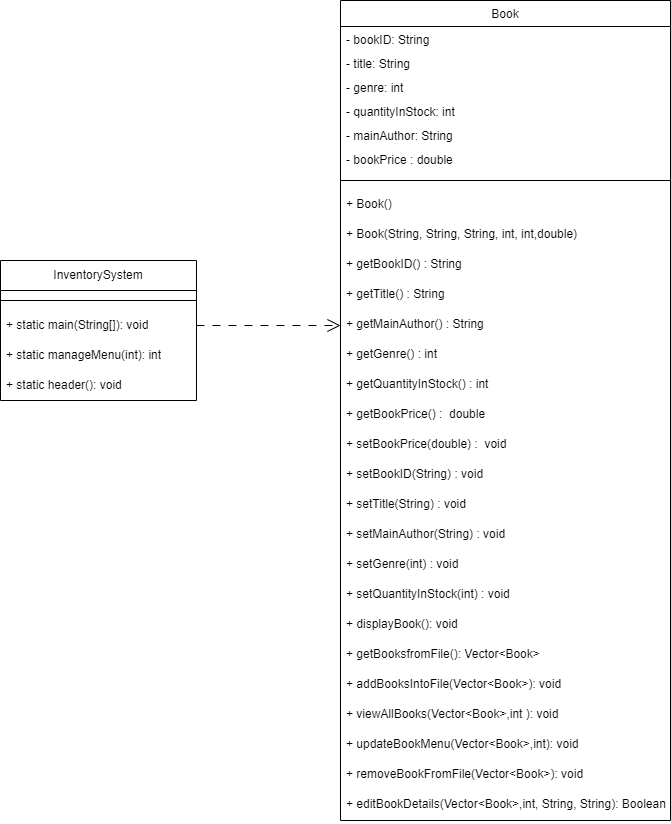 Book
- bookID: String
- title: String
- genre: int
- quantityInStock: int
- mainAuthor: String
- bookPrice : double
+ Book()
+ Book(String, String, String, int, int,double)
+ getBookID() : String
+ getTitle() : String
+ getMainAuthor() : String
+ getGenre() : int
+ getQuantityInStock() : int
+ getBookPrice() :  double
+ setBookPrice(double) :  void
+ setBookID(String) : void
+ setTitle(String) : void
+ setMainAuthor(String) : void
+ setGenre(int) : void
+ setQuantityInStock(int) : void
+ displayBook(): void
+ getBooksfromFile(): Vector<Book>
+ addBooksIntoFile(Vector<Book>): void
+ viewAllBooks(Vector<Book>,int ): void
+ updateBookMenu(Vector<Book>,int): void
+ removeBookFromFile(Vector<Book>): void
+ editBookDetails(Vector<Book>,int, String, String): Boolean
InventorySystem
+ static main(String[]): void
+ static manageMenu(int): int
+ static header(): void